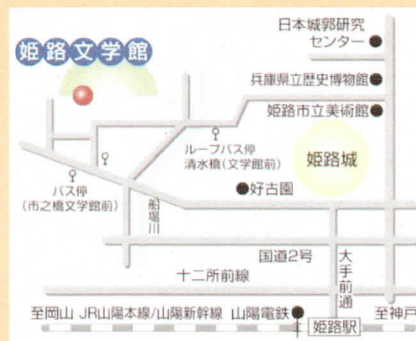 日本城郭研究
センター
姫路文学館
兵庫県立歴史博物館
姫路市立美術館
ループバス停
清水橋(文学館前)
姫路城
バス停
(市之橋文学館前)
好古園
船場川
国道2号
大手前通
十二所前線
至岡山 JR山陽本線/山陽新幹線 山陽電鉄 至神戸
姫路駅